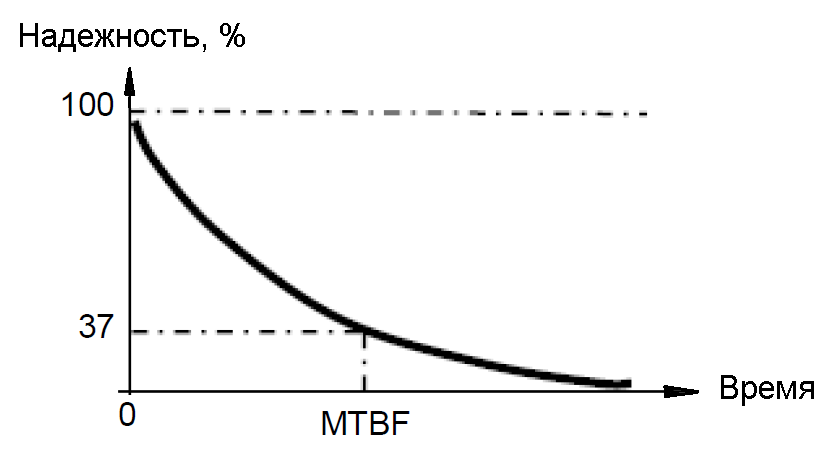 Надежность, %
100
37
0
MTBF
Время